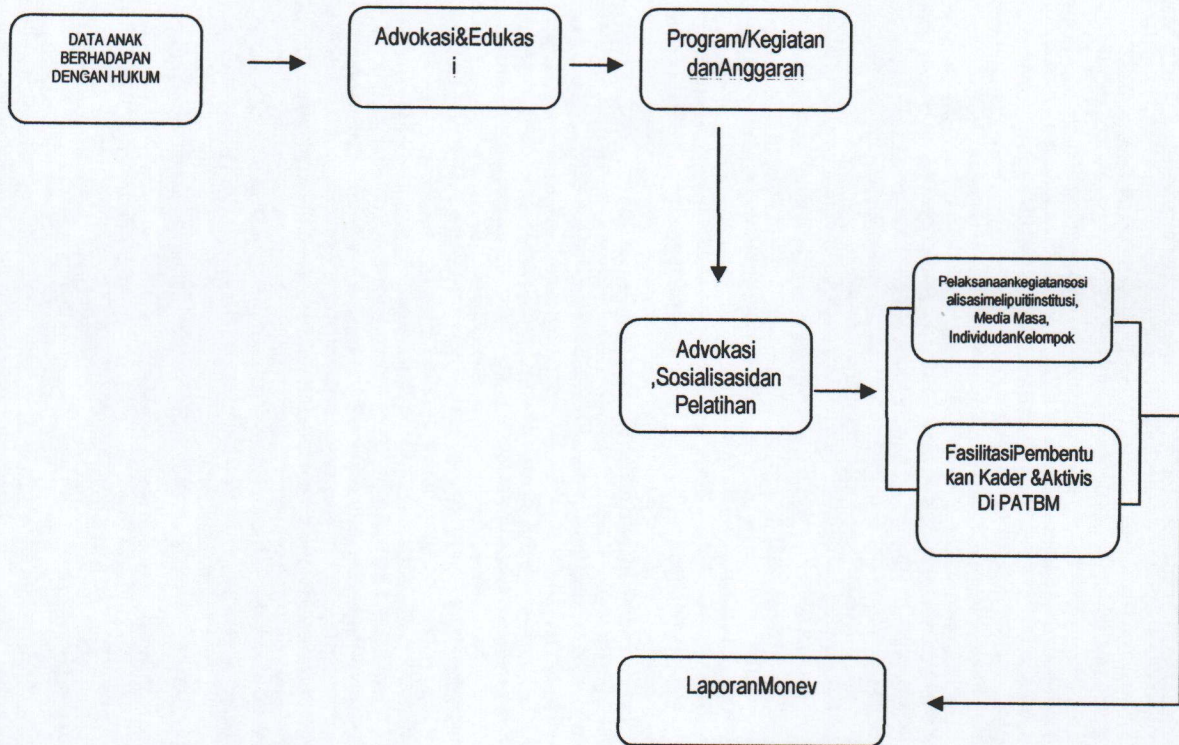 DATA ANAK
BERHADAPAN
DENGAN HUKUM
Advokasi&Edukas
i
Program/Kegiatan
danAnggaran
Advokasi
,Sosialisasidan
Pelatihan
Pelaksanaankegiatansosi
alisasimelipuitiinstitusi,
Media Masa,
IndividudanKelompok
FasilitasiPembentu
kan Kader &Aktivis
Di PATBM
LaporanMonev